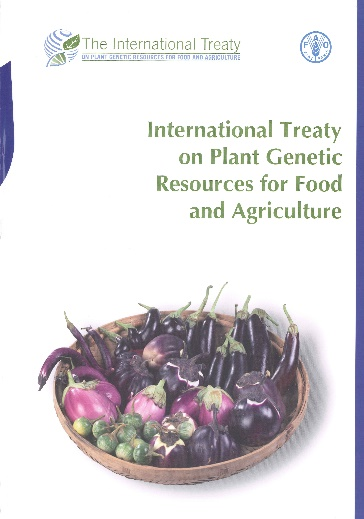 The International Treaty
ON PLANT GENETIC RESOURCES FOR FOOD AND AGRICULTURE
FAO
International Treaty
on Plant Genetic
Resources for Food
and Agriculture